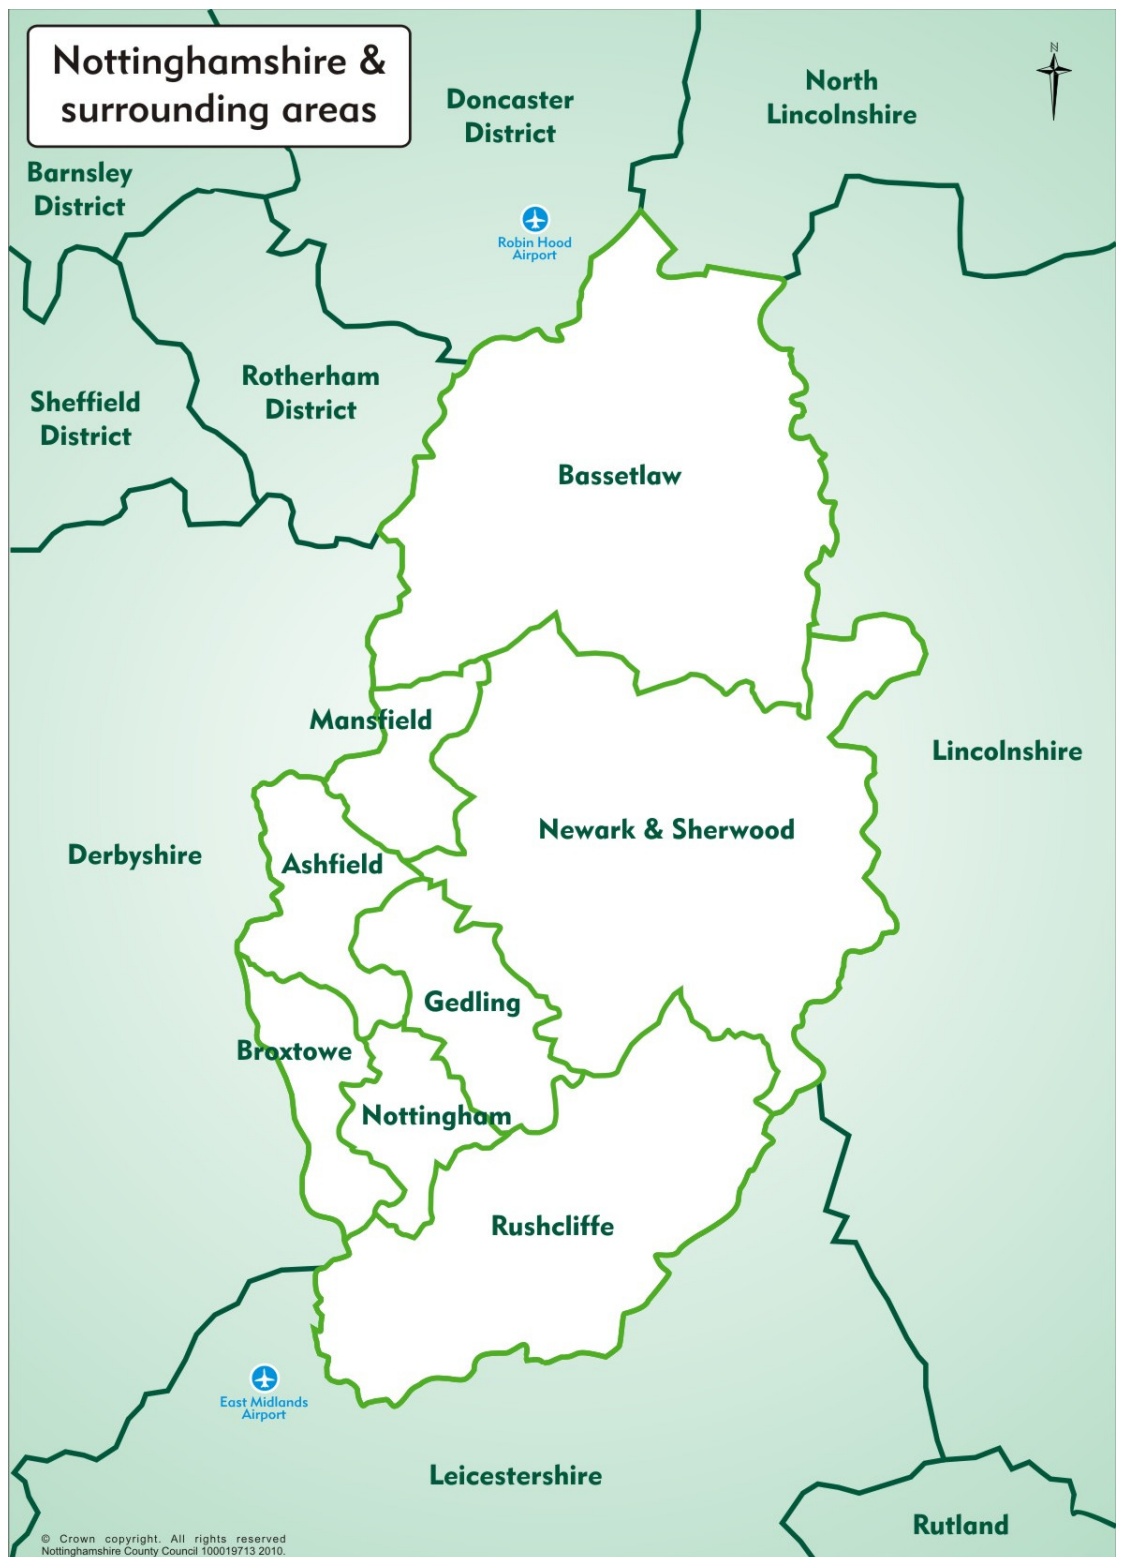 Nottinghamshire &
surrounding areas
N
Doncaster
District
North
Lincolnshire
Barnsley
District
Robin Hood
Airport
Rotherham
District
Sheffield
District
Bassetlaw
Mansfield
Lincolnshire
Newark & Sherwood
Derbyshire
Ashfield
Gedling
Broxtowe
Nottingham
Rushcliffe
East Midlands
Airport
Leicestershire
Rutland
© Crown copyright. All rights reserved
Nottinghamshire County Council 100019713 2010.